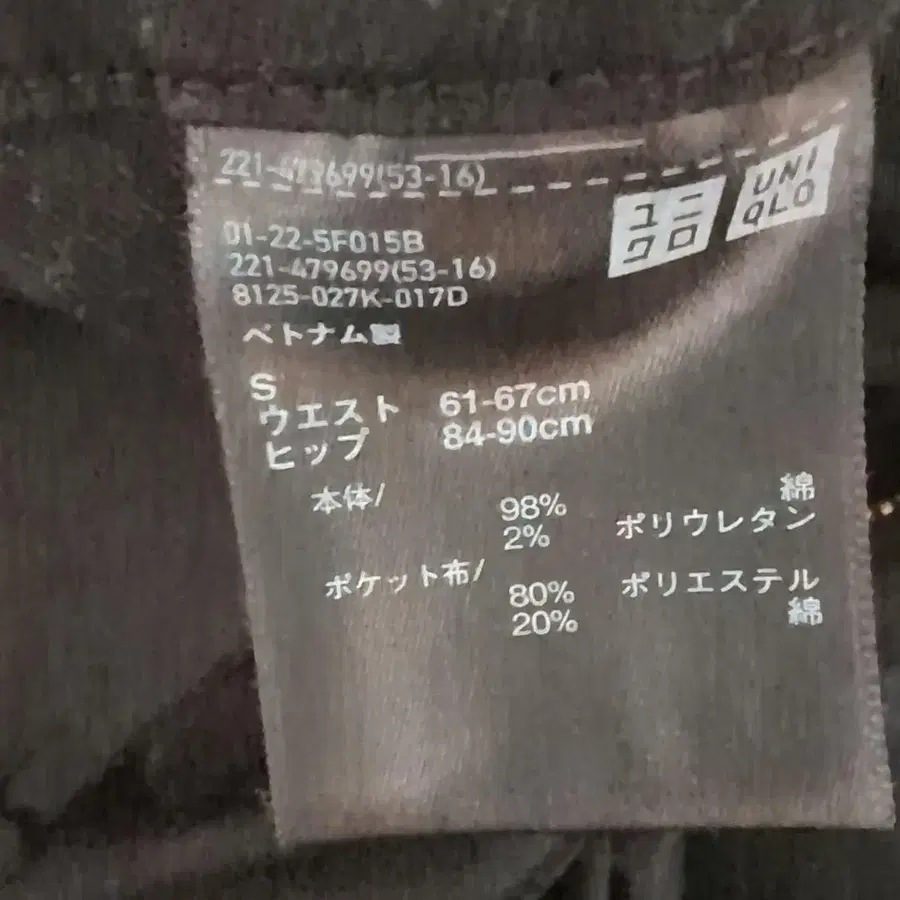 221-479699(53-16)
ユニクロ
UNIQLO
01-22-5F015B
221-479699(53-16)
8125-027K-017D
ベトナム製
S
ウエスト 61-67cm
ヒップ 84-90cm
本体/
98% 綿
2% ポリウレタン
ポケット布/
80% ポリエステル
20% 綿